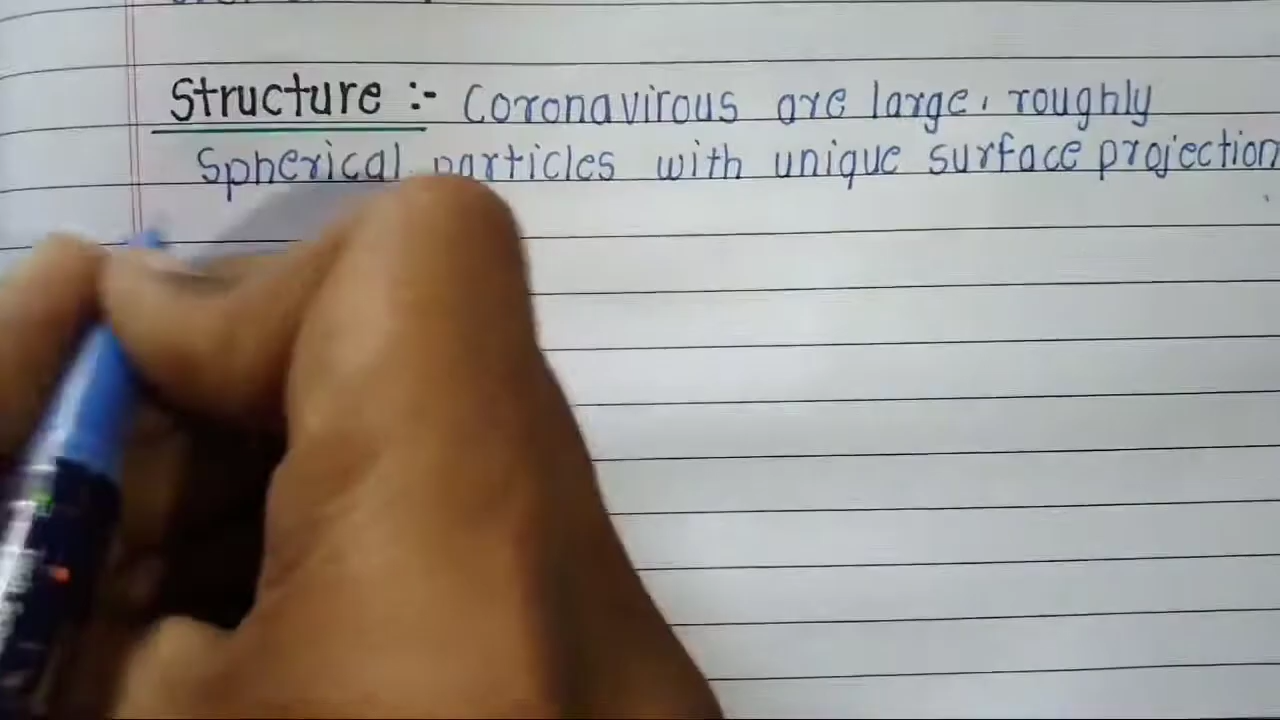 Structure :- Coronavirous are large, roughly
Spherical particles with unique surface projection